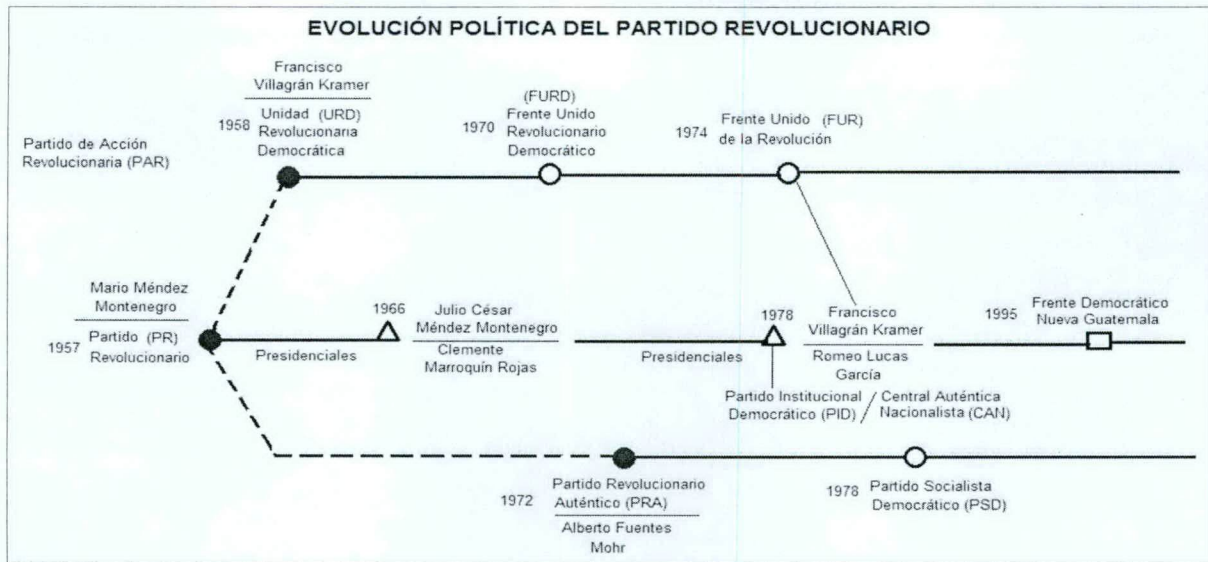 EVOLUCIÓN POLÍTICA DEL PARTIDO REVOLUCIONARIO
Francisco
Villagrán Kramer
1958 Unidad (URD)
Revolucionaria
Democrática
(FURD)
1970 Frente Unido
Revolucionario
Democrático
1974 Frente Unido (FUR)
de la Revolución
Partido de Acción
Revolucionaria (PAR)
Mario Méndez
Montenegro
1957 Partido (PR)
Revolucionario
Presidenciales
1966
Julio César
Méndez Montenegro
Clemente
Marroquín Rojas
Presidenciales
1978
Francisco
Villagrán Kramer
Romeo Lucas
García
Partido Institucional / Central Auténtica
Democrático (PID) / Nacionalista (CAN)
1995 Frente Democrático
Nueva Guatemala
1972 Partido Revolucionario
Auténtico (PRA)
Alberto Fuentes
Mohr
1978 Partido Socialista
Democrático (PSD)